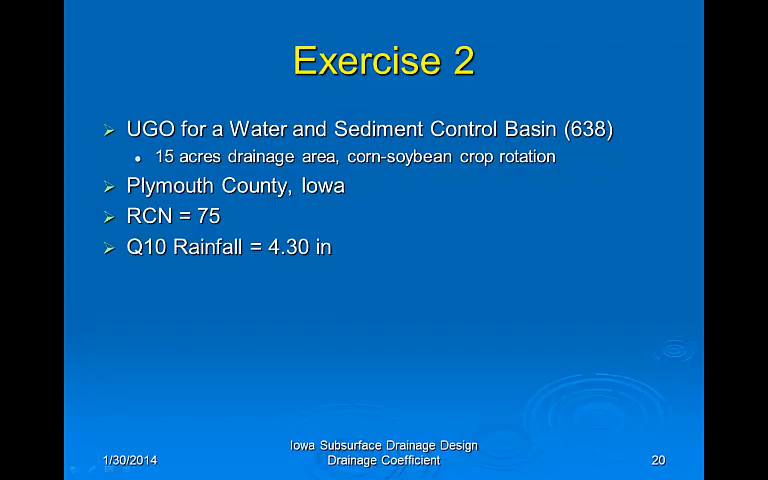 Exercise 2
UGO for a Water and Sediment Control Basin (638)
15 acres drainage area, corn-soybean crop rotation
Plymouth County, Iowa
RCN = 75
Q10 Rainfall = 4.30 in
1/30/2014
Iowa Subsurface Drainage Design
Drainage Coefficient
20